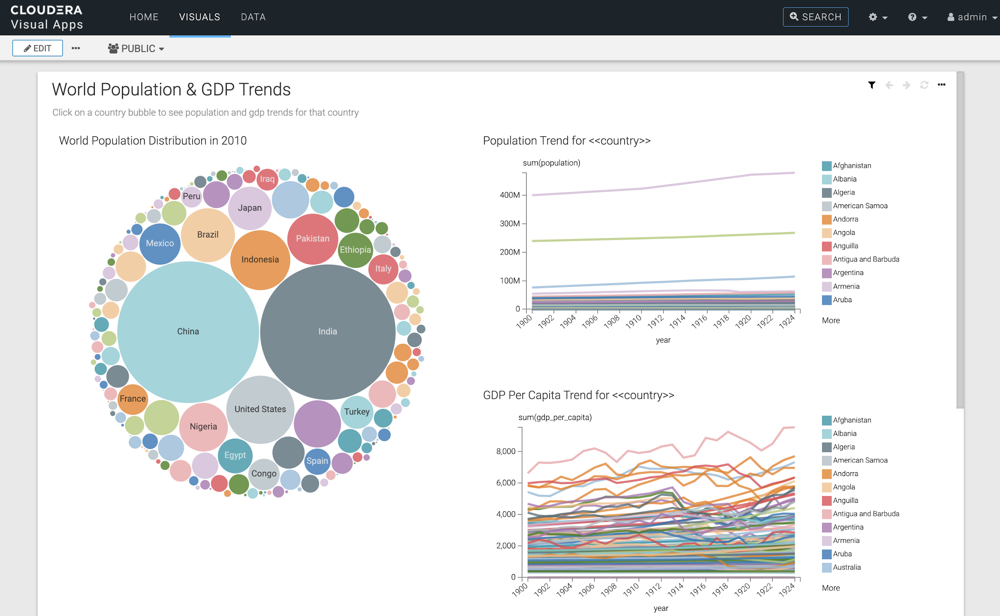 CLOUDERA
Visual Apps
HOME
VISUALS
DATA
SEARCH
admin
EDIT
PUBLIC
World Population & GDP Trends
Click on a country bubble to see population and gdp trends for that country
World Population Distribution in 2010
Iraq
Peru
Japan
Brazil
Pakistan
Mexico
Ethiopia
Indonesia
Italy
China
India
France
United States
Turkey
Nigeria
Egypt
Spain
Congo
Population Trend for <<country>>
sum(population)
400M
300M
200M
100M
0
1900
1902
1904
1906
1908
1910
1912
1914
1916
1918
1920
1922
1924
year
Afghanistan
Albania
Algeria
American Samoa
Andorra
Angola
Anguilla
Antigua and Barbuda
Argentina
Armenia
Aruba
More
GDP Per Capita Trend for <<country>>
sum(gdp_per_capita)
8,000
6,000
4,000
2,000
0
1900
1902
1904
1906
1908
1910
1912
1914
1916
1918
1920
1922
1924
year
Afghanistan
Albania
Algeria
American Samoa
Andorra
Angola
Anguilla
Antigua and Barbuda
Argentina
Armenia
Aruba
Australia
More